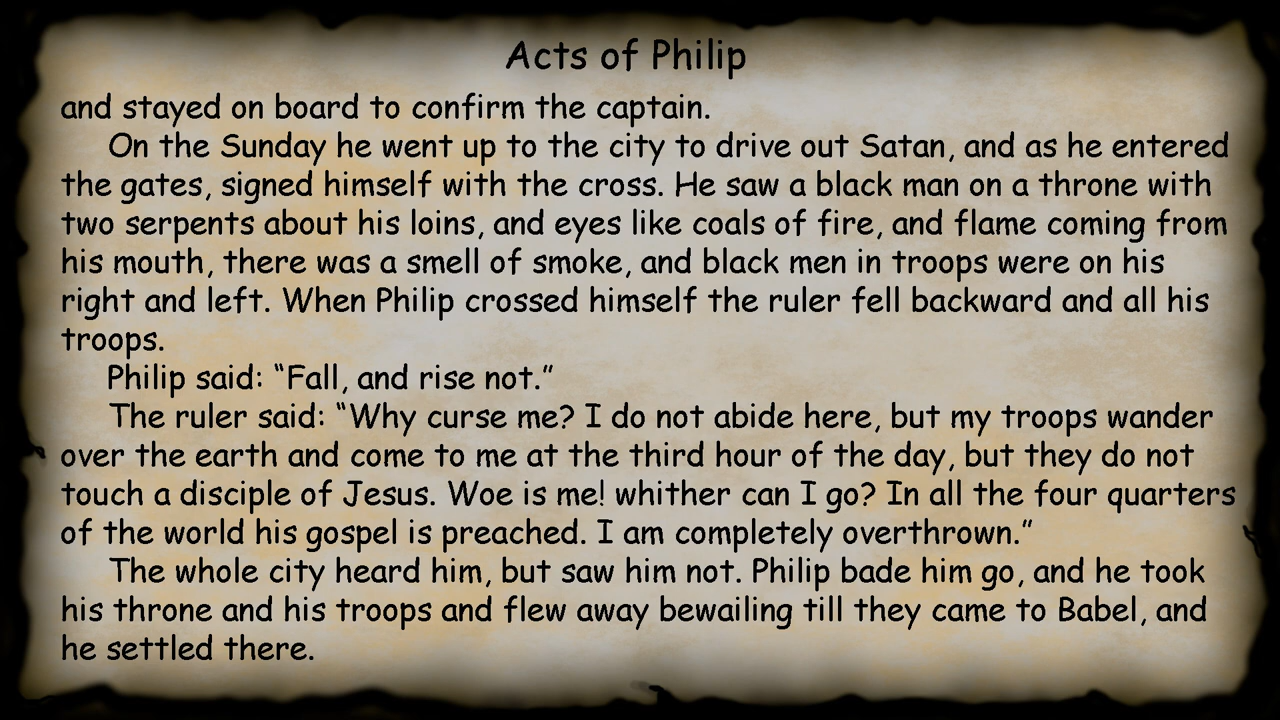 Acts of Philip
and stayed on board to confirm the captain.
On the Sunday he went up to the city to drive out Satan, and as he entered
the gates, signed himself with the cross. He saw a black man on a throne with
two serpents about his loins, and eyes like coals of fire, and flame coming from
his mouth, there was a smell of smoke, and black men in troops were on his
right and left. When Philip crossed himself the ruler fell backward and all his
troops.
Philip said: “Fall, and rise not.”
The ruler said: “Why curse me? I do not abide here, but my troops wander
over the earth and come to me at the third hour of the day, but they do not
touch a disciple of Jesus. Woe is me! whither can I go? In all the four quarters
of the world his gospel is preached. I am completely overthrown.”
The whole city heard him, but saw him not. Philip bade him go, and he took
his throne and his troops and flew away bewailing till they came to Babel, and
he settled there.